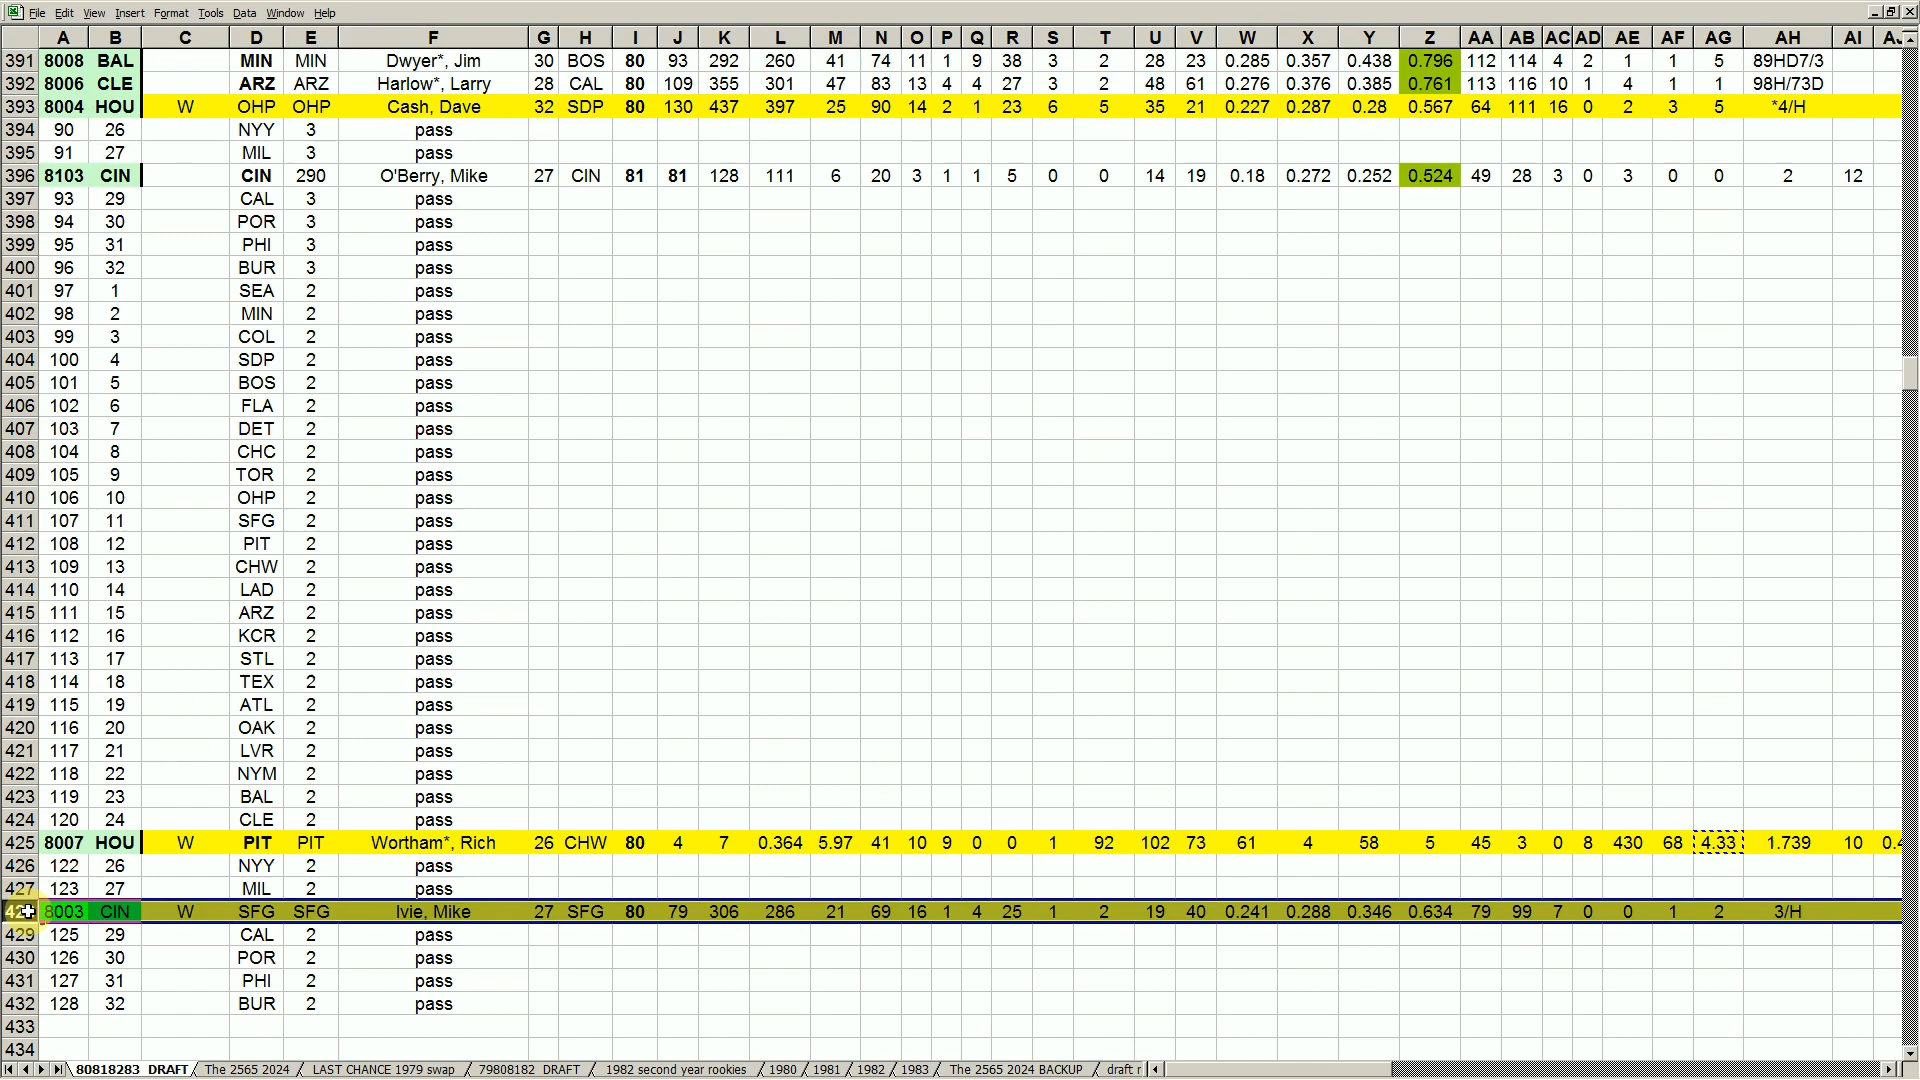 File Edit View Insert Format Tools Data Window Help
A B C D E F G H I J K L M N O P Q R S T U V W X Y Z AA AB AC AD AE AF AG AH AI AJ
391 8008 BAL MIN MIN Dwyer*, Jim 30 BOS 80 93 292 260 41 74 11 1 9 38 3 2 28 23 0.285 0.357 0.438 0.796 112 114 4 2 1 1 5 89HD7/3
392 8006 CLE ARZ ARZ Harlow*, Larry 28 CAL 80 109 355 301 47 83 13 4 4 27 3 2 48 61 0.276 0.376 0.385 0.761 113 116 10 1 4 1 1 98H/73D
393 8004 HOU W OHP OHP Cash, Dave 32 SDP 80 130 437 397 25 90 14 2 1 23 6 5 35 21 0.227 0.287 0.28 0.567 64 111 16 0 2 3 5 *4/H
394 90 26 NYY 3 pass
395 91 27 MIL 3 pass
396 8103 CIN CIN 290 O'Berry, Mike 27 CIN 81 81 128 111 6 20 3 1 1 5 0 0 14 19 0.18 0.272 0.252 0.524 49 28 3 0 3 0 0 2 12
397 93 29 CAL 3 pass
398 94 30 POR 3 pass
399 95 31 PHI 3 pass
400 96 32 BUR 3 pass
401 97 1 SEA 2 pass
402 98 2 MIN 2 pass
403 99 3 COL 2 pass
404 100 4 SDP 2 pass
405 101 5 BOS 2 pass
406 102 6 FLA 2 pass
407 103 7 DET 2 pass
408 104 8 CHC 2 pass
409 105 9 TOR 2 pass
410 106 10 OHP 2 pass
411 107 11 SFG 2 pass
412 108 12 PIT 2 pass
413 109 13 CHW 2 pass
414 110 14 LAD 2 pass
415 111 15 ARZ 2 pass
416 112 16 KCR 2 pass
417 113 17 STL 2 pass
418 114 18 TEX 2 pass
419 115 19 ATL 2 pass
420 116 20 OAK 2 pass
421 117 21 LVR 2 pass
422 118 22 NYM 2 pass
423 119 23 BAL 2 pass
424 120 24 CLE 2 pass
425 8007 HOU W PIT PIT Wortham*, Rich 26 CHW 80 4 7 0.364 5.97 41 10 9 0 0 1 92 102 73 61 4 58 5 45 3 0 8 430 68 4.33 1.739 10 0.4
426 122 26 NYY 2 pass
427 123 27 MIL 2 pass
8003 CIN W SFG SFG Ivie, Mike 27 SFG 80 79 306 286 21 69 16 1 4 25 1 2 19 40 0.241 0.288 0.346 0.634 79 99 7 0 0 1 2 3/H
429 125 29 CAL 2 pass
430 126 30 POR 2 pass
431 127 31 PHI 2 pass
432 128 32 BUR 2 pass
433
434
80818283 DRAFT The 2565 2024 LAST CHANCE 1979 swap 79808182 DRAFT 1982 second year rookies 1980 1981 1982 1983 The 2565 2024 BACKUP draft r